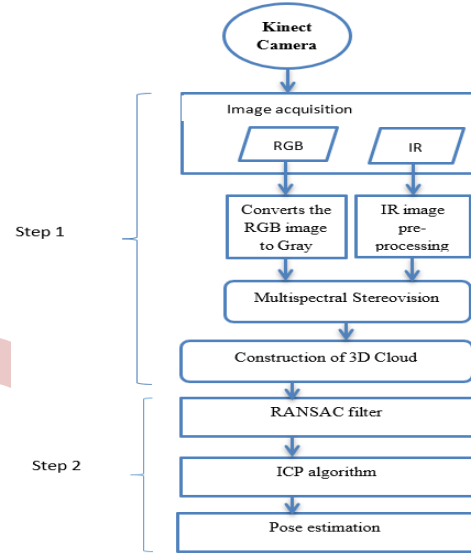 Kinect
Camera
Image acquisition
RGB
IR
Converts the
RGB image
to Gray
IR image
pre-
processing
Step 1
Multispectral Stereovision
Construction of 3D Cloud
RANSAC filter
Step 2
ICP algorithm
Pose estimation